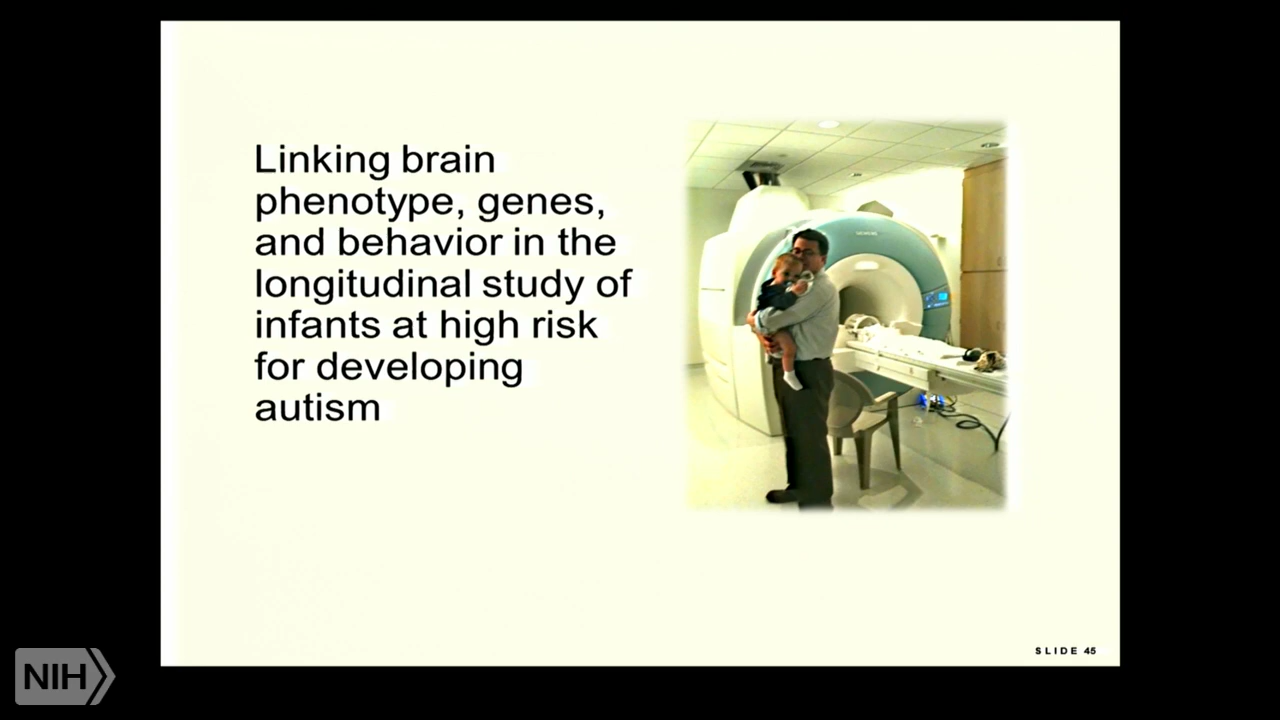 Linking brain
phenotype, genes,
and behavior in the
longitudinal study of
infants at high risk
for developing
autism
SIEMENS
SLIDE 45
NIH